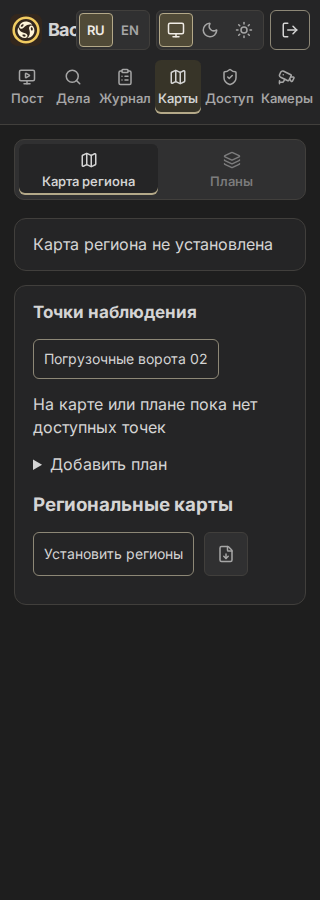 Вас
RU EN
Пост Дела Журнал Карты Доступ Камеры
Карта региона Планы
Карта региона не установлена
Точки наблюдения
Погрузочные ворота 02
На карте или плане пока нет
доступных точек
Добавить план
Региональные карты
Установить регионы